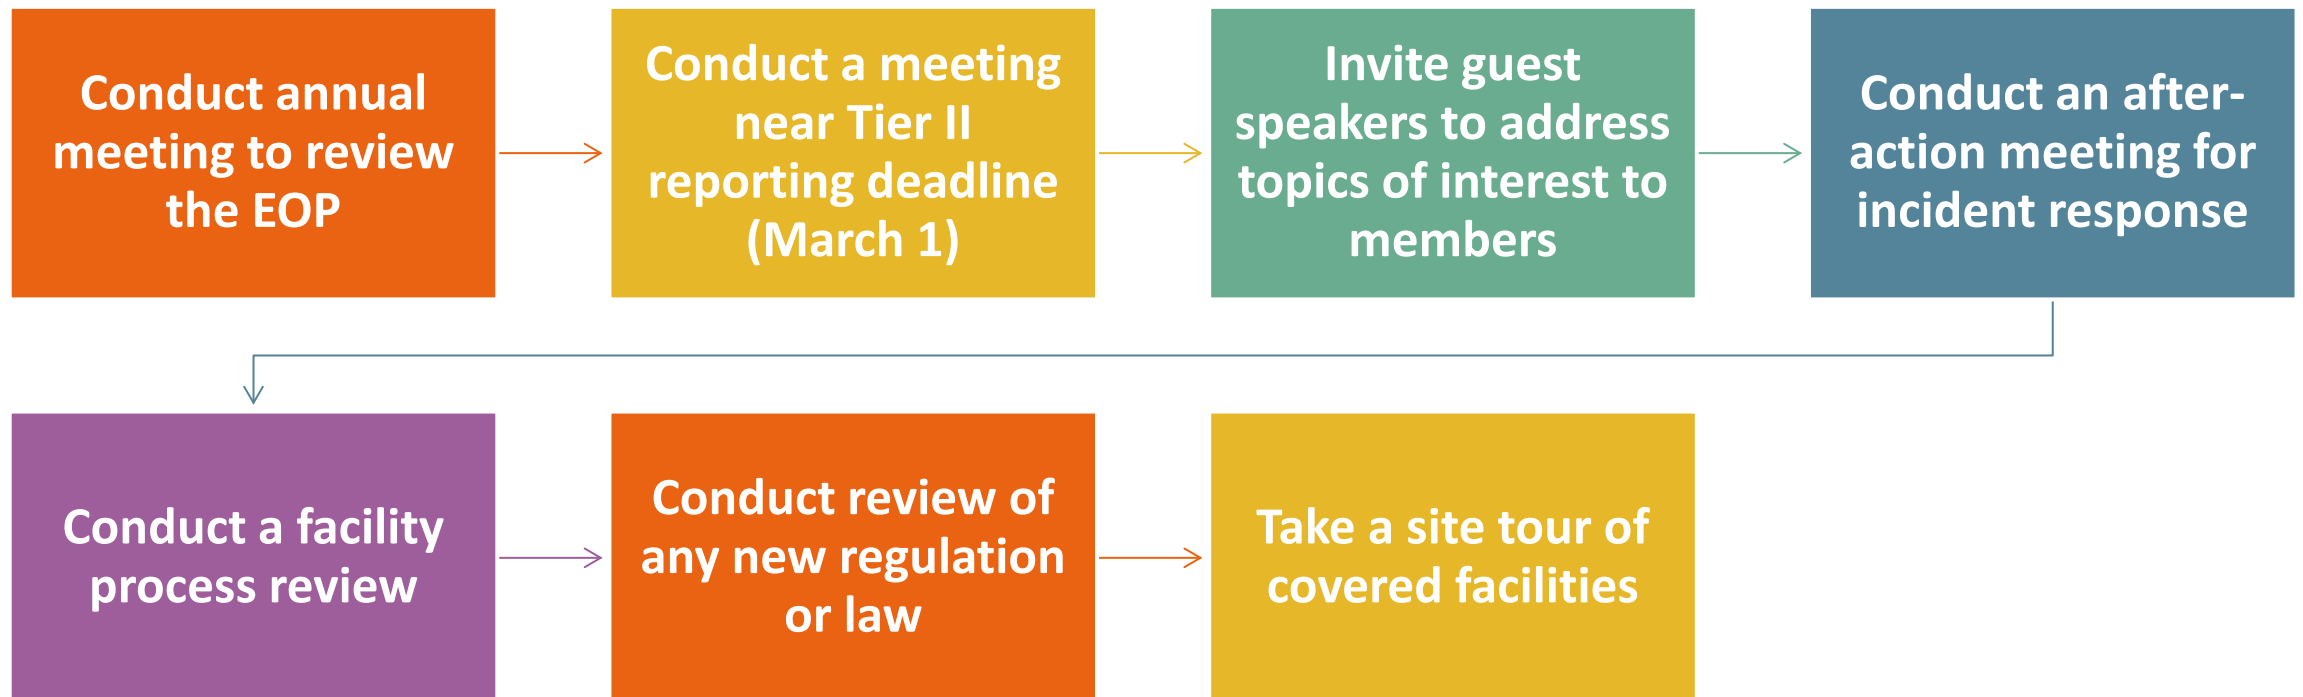 Conduct annual
meeting to review
the EOP
Conduct a meeting
near Tier II
reporting deadline
(March 1)
Invite guest
speakers to address
topics of interest to
members
Conduct an after-
action meeting for
incident response
Conduct a facility
process review
Conduct review of
any new regulation
or law
Take a site tour of
covered facilities